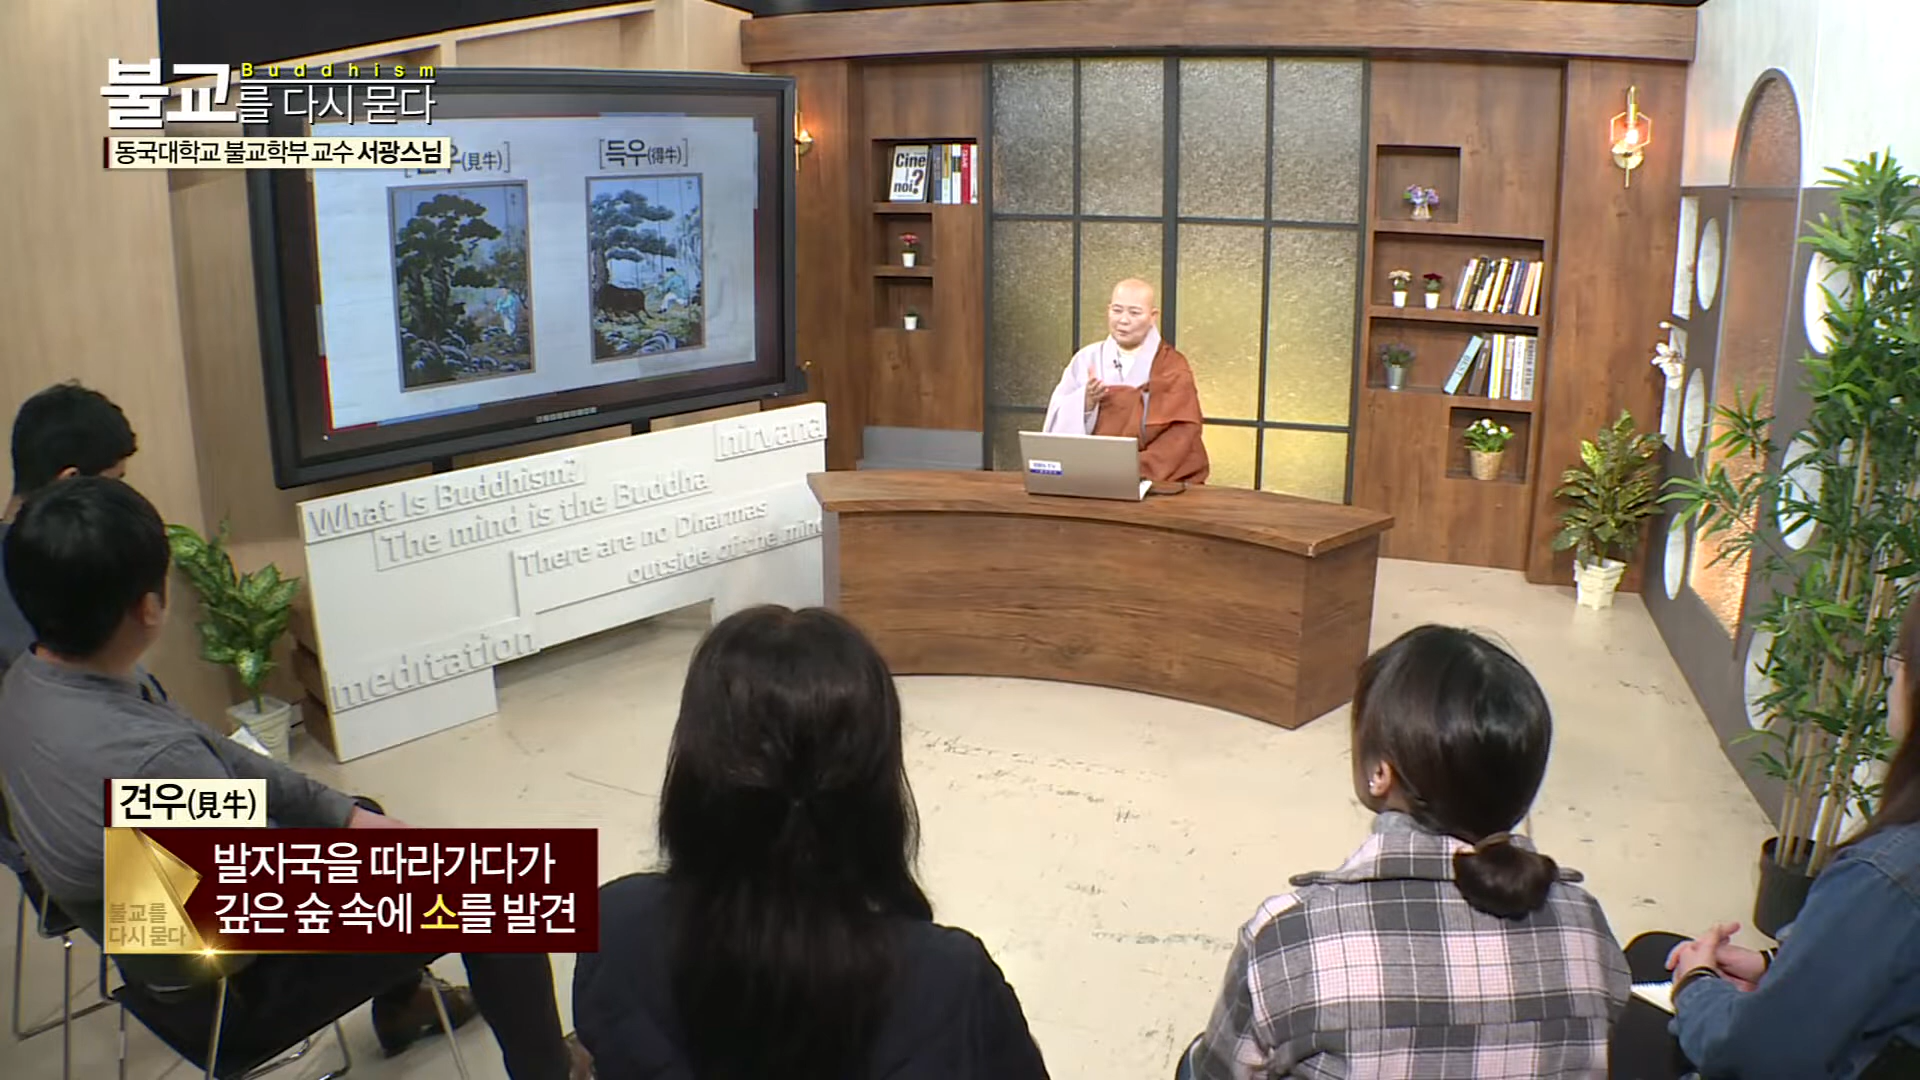 Buddhism
불교를 다시 묻다
동국대학교 불교학부 교수 서광스님
우(見牛)]
[득우(得牛)]
Cine
noi?
nirvana
What Is Buddhism?
The mind is the Buddha
There are no Dharmas
outside of the mind
meditation
BBS TV
견우(見牛)
발자국을 따라가다가
깊은 숲 속에 소를 발견
불교를
다시 묻다